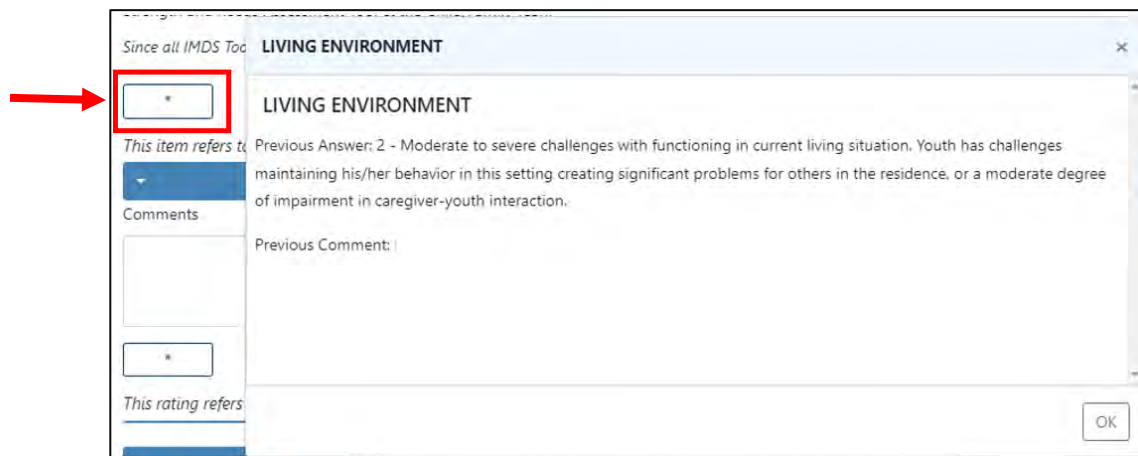 Since all IMDS Too
LIVING ENVIRONMENT
×
*
LIVING ENVIRONMENT
This item refers to
Previous Answer: 2 - Moderate to severe challenges with functioning in current living situation. Youth has challenges
maintaining his/her behavior in this setting creating significant problems for others in the residence, or a moderate degree
of impairment in caregiver-youth interaction.
Comments
Previous Comment:
*
This rating refers
OK